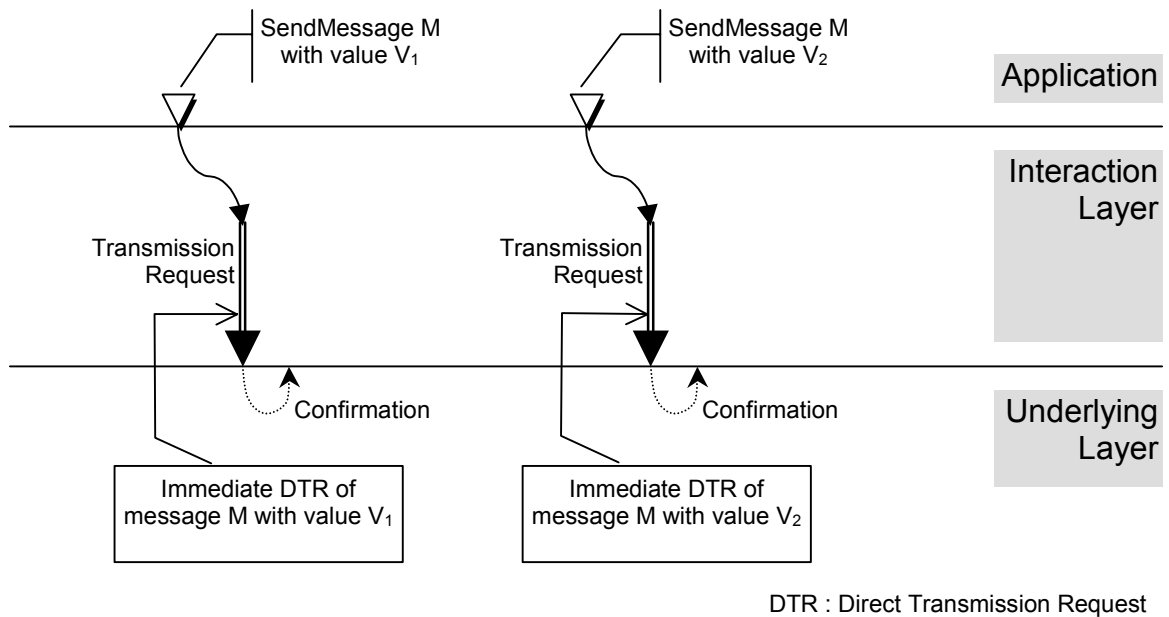 SendMessage M
with value V₁
SendMessage M
with value V₂
Application
Interaction
Layer
Transmission
Request
Transmission
Request
Confirmation
Confirmation
Underlying
Layer
Immediate DTR of
message M with value V₁
Immediate DTR of
message M with value V₂
DTR : Direct Transmission Request